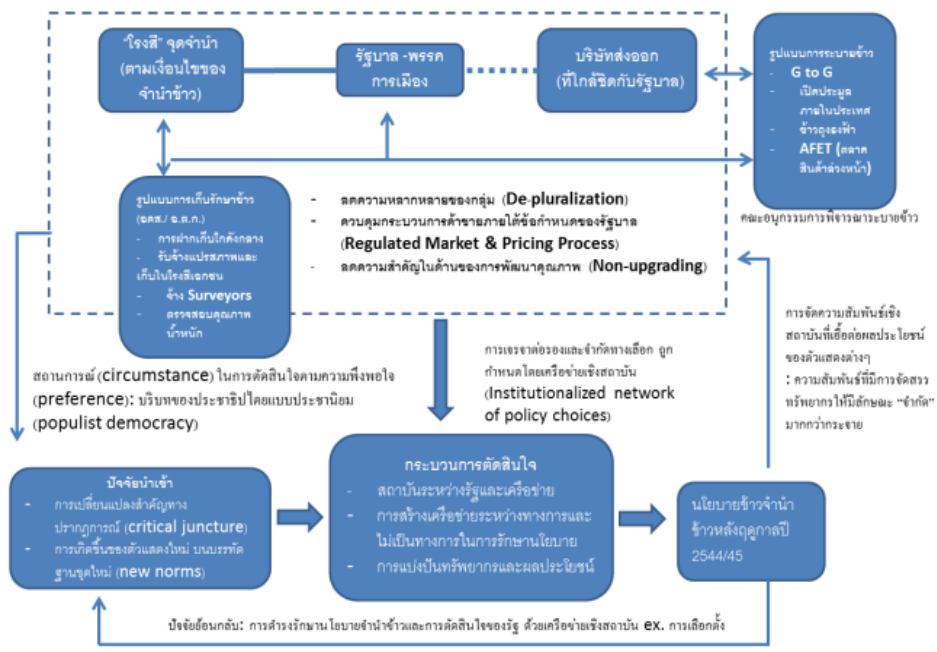 "โรงสี" จุดจำนำ
(ตามเงื่อนไขของ
จำนำข้าว)
รัฐบาล -พรรค
การเมือง
บริษัทส่งออก
(ที่ใกล้ชิดกับรัฐบาล)
รูปแบบการระบายข้าว
- G to G
- เปิดประมูล
ภายในประเทศ
- ข้าวถุงธงฟ้า
- AFET (ตลาด
สินค้าล่วงหน้า)
คณะอนุกรรมการพิจารณาระบายข้าว
รูปแบบการเก็บรักษาข้าว
(อคส./ อ.ต.ก.)
- การฝากเก็บโกดังกลาง
- รับจ้างแปรสภาพและ
เก็บในโรงสีเอกชน
- จ้าง Surveyors
- ตรวจสอบคุณภาพ
น้ำหนัก
- ลดความหลากหลายของกลุ่ม (De-pluralization)
- ควบคุมกระบวนการค้าขายภายใต้ข้อกำหนดของรัฐบาล
(Regulated Market & Pricing Process)
- ลดความสำคัญในด้านของการพัฒนาคุณภาพ (Non-upgrading)
สถานการณ์ (circumstance) ในการตัดสินใจตามความพึงพอใจ
(preference): บริบทของประชาธิปไตยแบบประชานิยม
(populist democracy)
การเจรจาต่อรองและจำกัดทางเลือก ถูก
กำหนดโดยเครือข่ายเชิงสถาบัน
(Institutionalized network
of policy choices)
การจัดความสัมพันธ์เชิง
สถาบันที่เอื้อต่อผลประโยชน์
ของตัวแสดงต่างๆ
: ความสัมพันธ์ที่มีการจัดสรร
ทรัพยากรให้มีลักษณะ "จำกัด"
มากกว่ากระจาย
ปัจจัยนำเข้า
- การเปลี่ยนแปลงสำคัญทาง
ปรากฏการณ์ (critical juncture)
- การเกิดขึ้นของตัวแสดงใหม่ บนบรรทัด
ฐานชุดใหม่ (new norms)
กระบวนการตัดสินใจ
- สถาบันระหว่างรัฐและเครือข่าย
- การสร้างเครือข่ายระหว่างทางการและ
ไม่เป็นทางการในการรักษานโยบาย
- การแบ่งปันทรัพยากรและผลประโยชน์
นโยบายข้าวจำนำ
ข้าวหลังฤดูกาลปี
2544/45
ปัจจัยย้อนกลับ: การดำรงรักษานโยบายจำนำข้าวและการตัดสินใจของรัฐ ด้วยเครือข่ายเชิงสถาบัน ex. การเลือกตั้ง